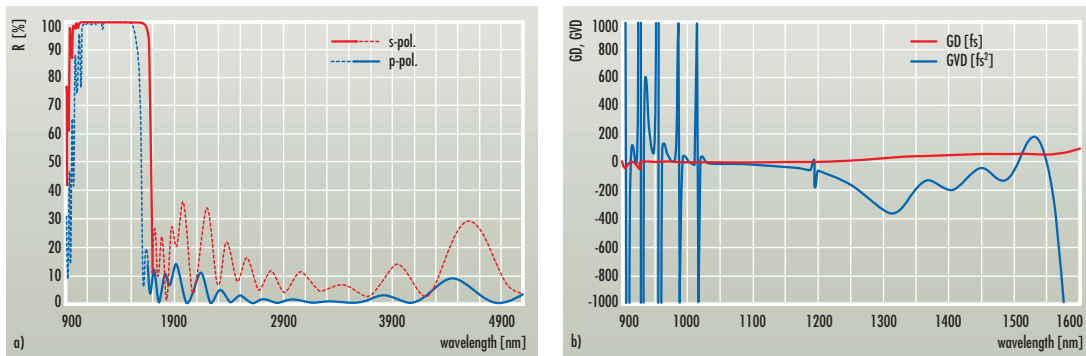 R [%]
100
90
80
70
60
50
40
30
20
10
0
s-pol.
p-pol.
900 1900 2900 3900 4900
wavelength [nm]
a)
GD, GVD
1000
800
600
400
200
0
-200
-400
-600
-800
-1000
GD [fs]
GVD [fs²]
900 1000 1100 1200 1300 1400 1500 1600
wavelength [nm]
b)